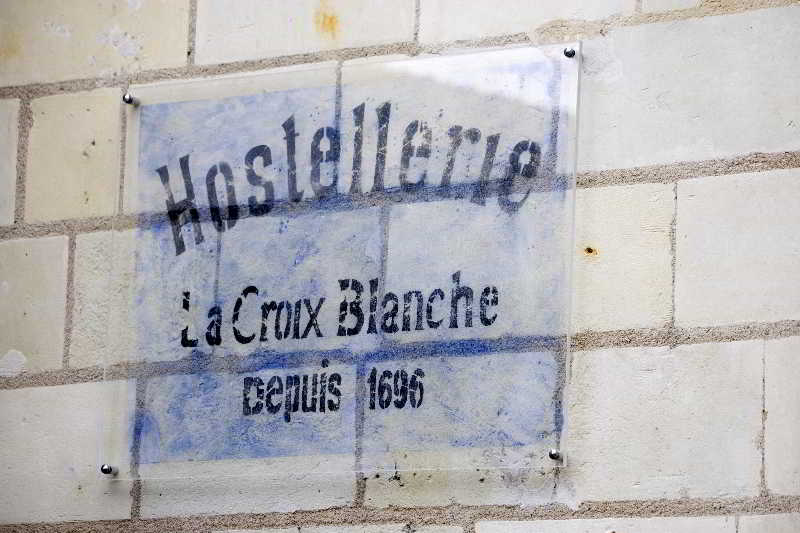 Hostellerie
La Croix Blanche
Depuis 1696